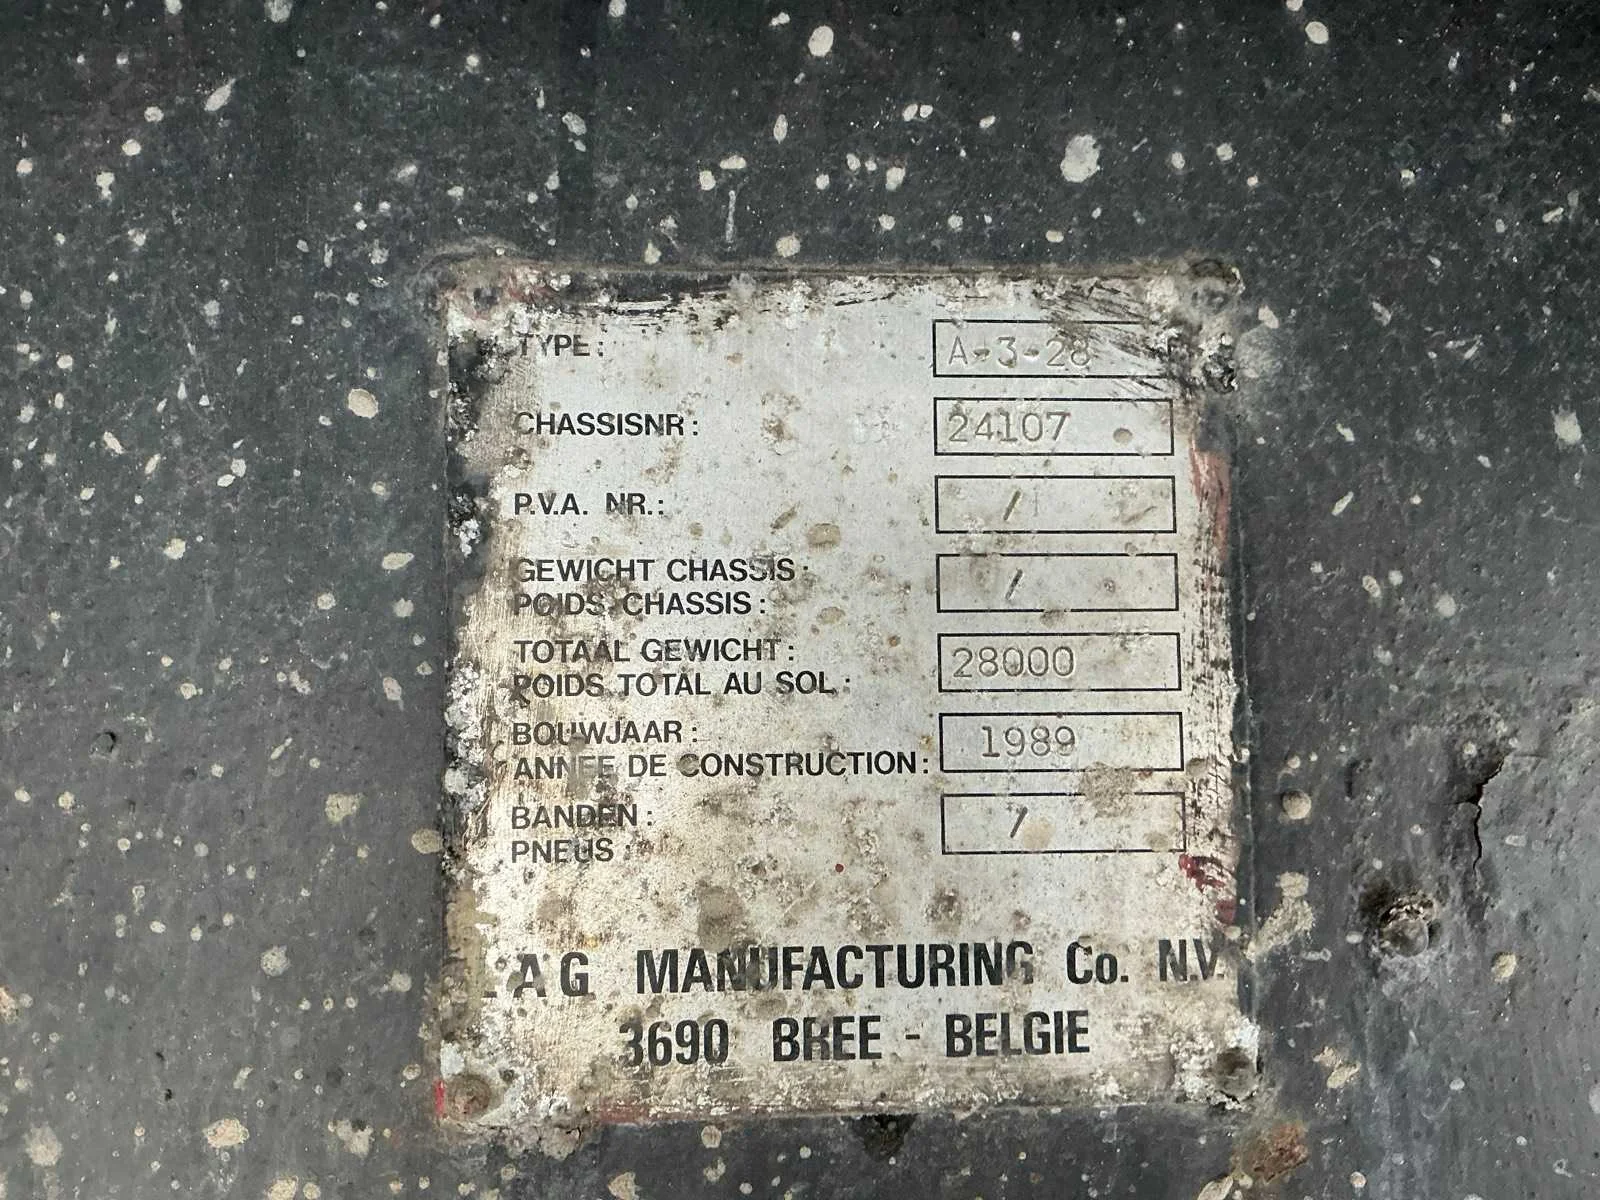 TYPE: A-3-28
CHASSISNR: 24107
P.V.A. NR.: /
GEWICHT CHASSIS: /
POIDS CHASSIS:
TOTAAL GEWICHT: 28000
POIDS TOTAL AU SOL:
BOUWJAAR: 1989
ANNEE DE CONSTRUCTION:
BANDEN: /
PNEUS:
LAG MANUFACTURING Co. N.V.
3690 BREE - BELGIE